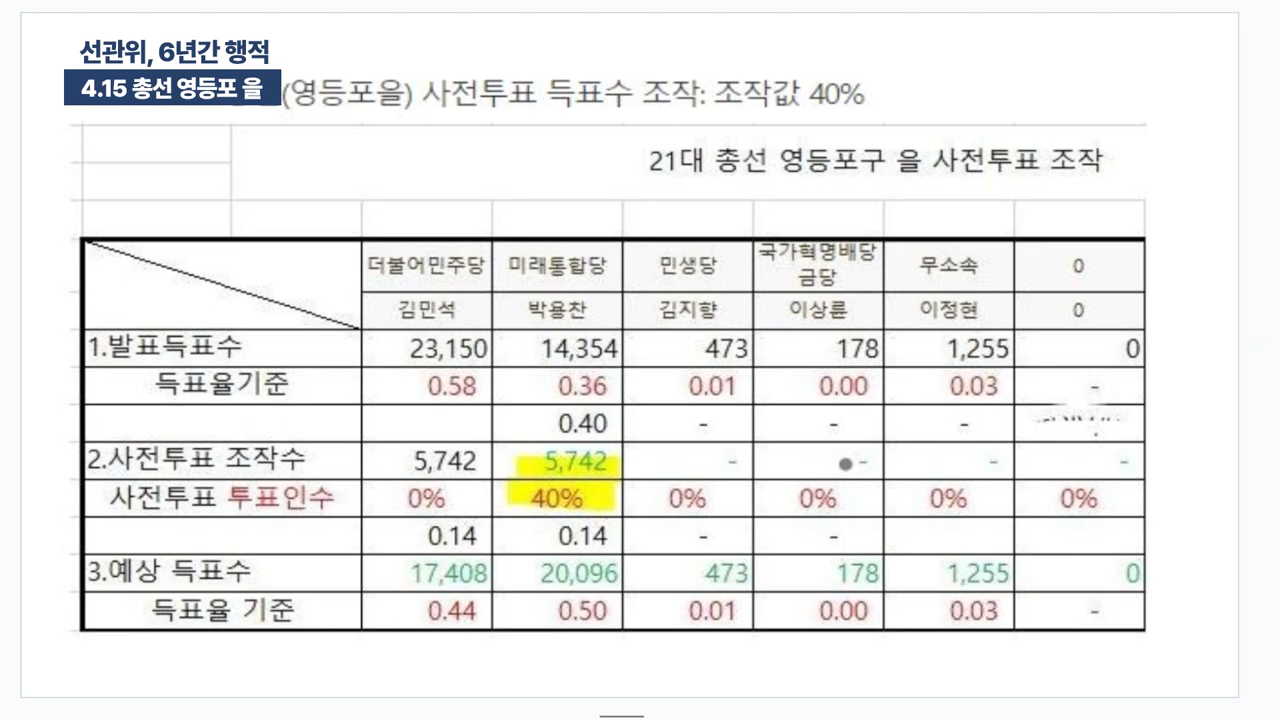 선관위, 6년간 행적
4.15 총선 영등포 을
(영등포을) 사전투표 득표수 조작: 조작값 40%
21대 총선 영등포구 을 사전투표 조작
더불어민주당 미래통합당 민생당 국가혁명배당금당 무소속 0
김민석 박용찬 김지향 이상륜 이정현 0
1.발표득표수 23,150 14,354 473 178 1,255 0
득표율기준 0.58 0.36 0.01 0.00 0.03 -
0.40 - - -
2.사전투표 조작수 5,742 5,742 - - - -
사전투표 투표인수 0% 40% 0% 0% 0% 0%
0.14 0.14 - -
3.예상 득표수 17,408 20,096 473 178 1,255 0
득표율 기준 0.44 0.50 0.01 0.00 0.03 -